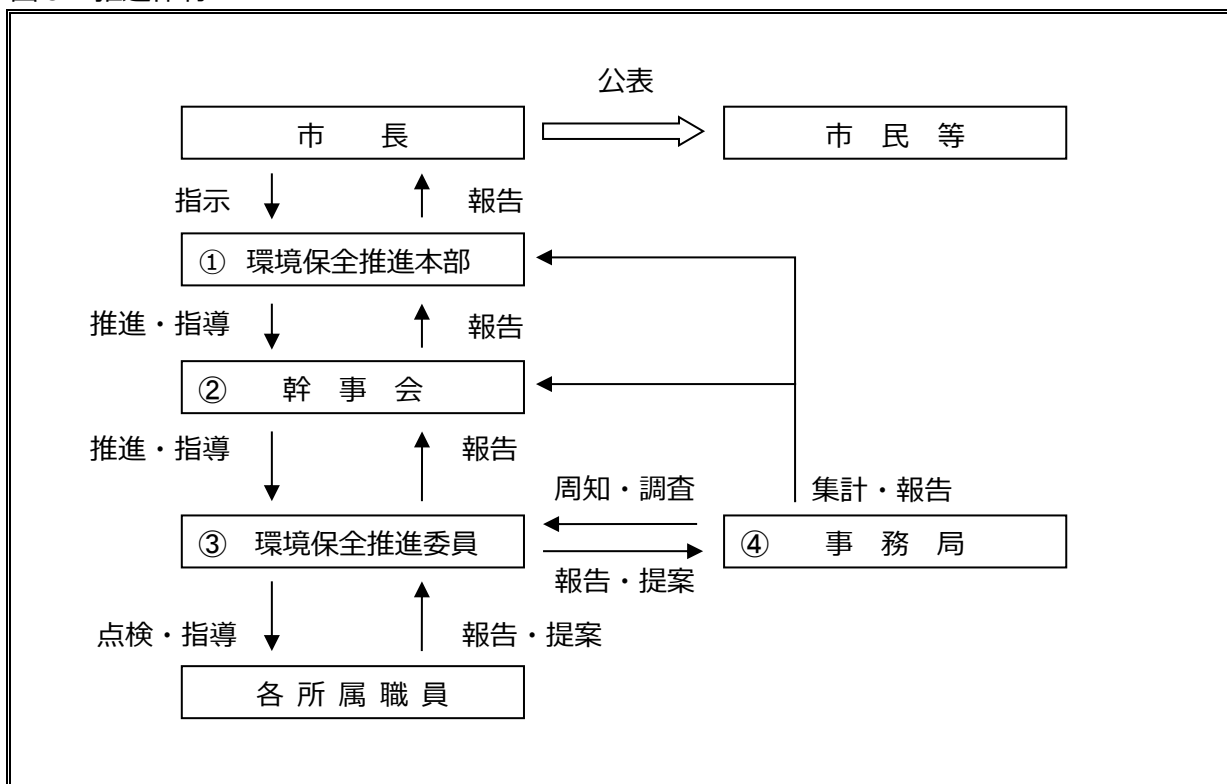 公表
市　　長
市　民　等
指示
報告
① 環境保全推進本部
推進・指導
報告
② 幹　事　会
推進・指導
報告
周知・調査
集計・報告
③ 環境保全推進委員
④ 事　務　局
報告・提案
点検・指導
報告・提案
各 所 属 職 員